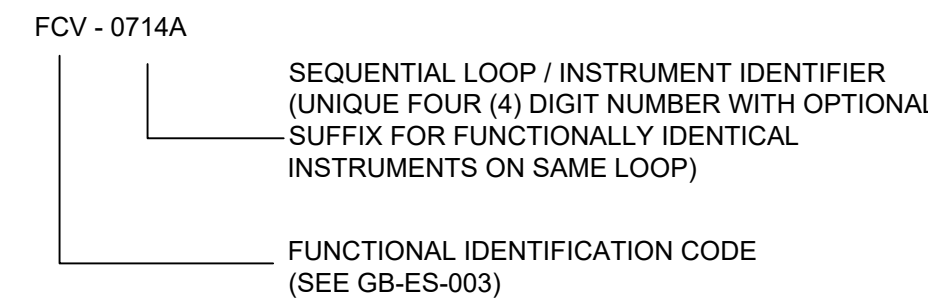 FCV - 0714A
SEQUENTIAL LOOP / INSTRUMENT IDENTIFIER
(UNIQUE FOUR (4) DIGIT NUMBER WITH OPTIONAL
SUFFIX FOR FUNCTIONALLY IDENTICAL
INSTRUMENTS ON SAME LOOP)
FUNCTIONAL IDENTIFICATION CODE
(SEE GB-ES-003)